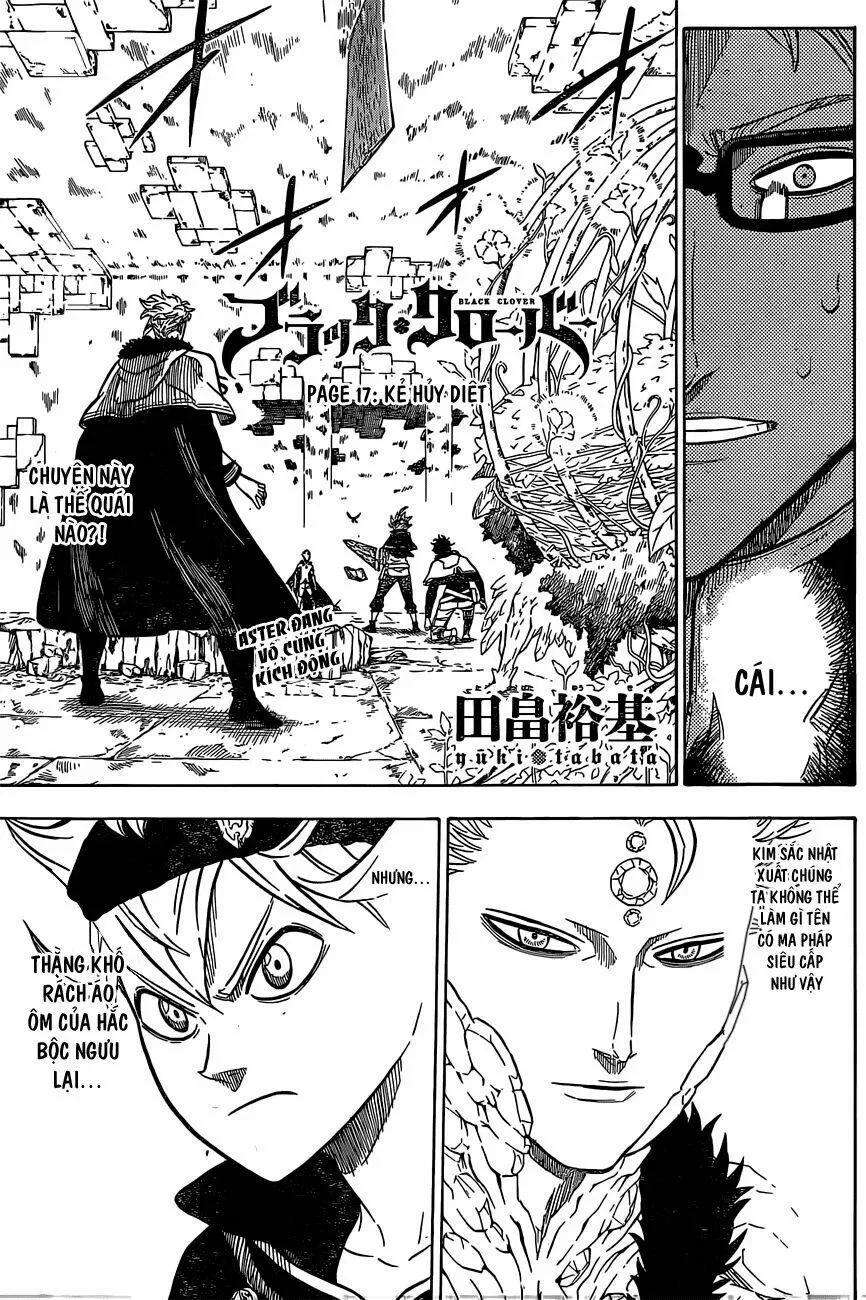 CÁI...
BLACK CLOVER
ブラッククローバー
PAGE 17: KẺ HỦY DIỆT
CHUYỆN NÀY
LÀ THẾ QUÁI
NÀO?!
ASTER ĐANG
VÔ CÙNG
KÍCH ĐỘNG
田畠裕基
yūki tabata
KIM SẮC NHẬT
XUẤT CHÚNG
TA KHÔNG THỂ
LÀM GÌ TÊN
CÓ MA PHÁP
SIÊU CẤP
NHƯ VẬY
NHƯNG...
THẰNG KHỐ
RÁCH ÁO
ÔM CỦA HẮC
BỘC NGƯU
LẠI...